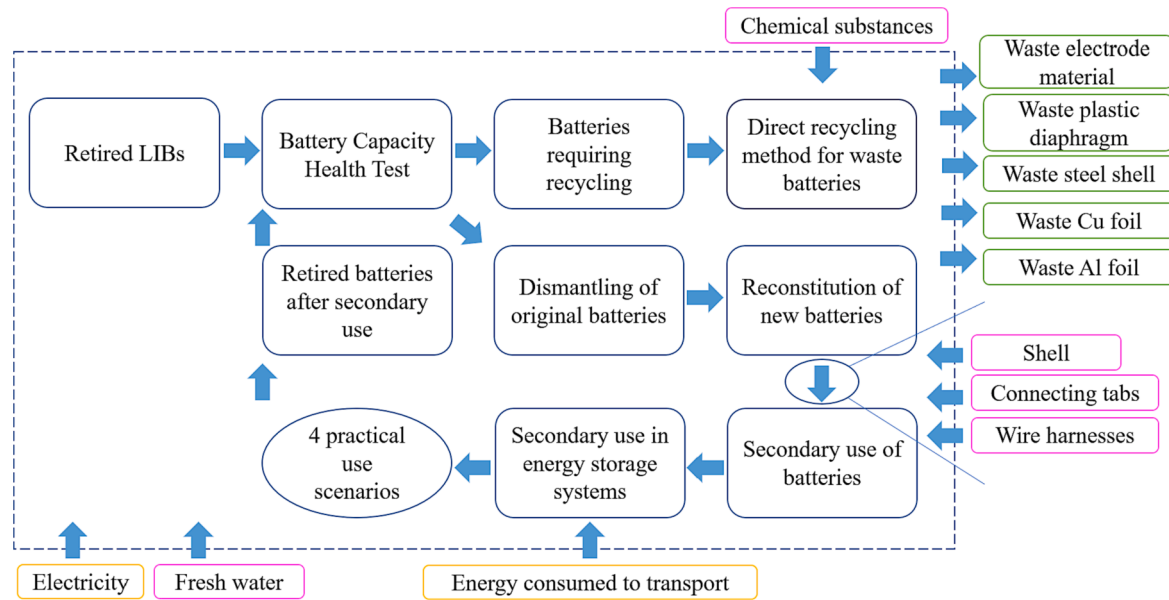 Chemical substances
Waste electrode
material
Retired LIBs
Battery Capacity
Health Test
Batteries
requiring
recycling
Direct recycling
method for waste
batteries
Waste plastic
diaphragm
Waste steel shell
Waste Cu foil
Waste Al foil
Retired batteries
after secondary
use
Dismantling of
original batteries
Reconstitution of
new batteries
Shell
Connecting tabs
Wire harnesses
4 practical
use
scenarios
Secondary use in
energy storage
systems
Secondary use of
batteries
Electricity
Fresh water
Energy consumed to transport